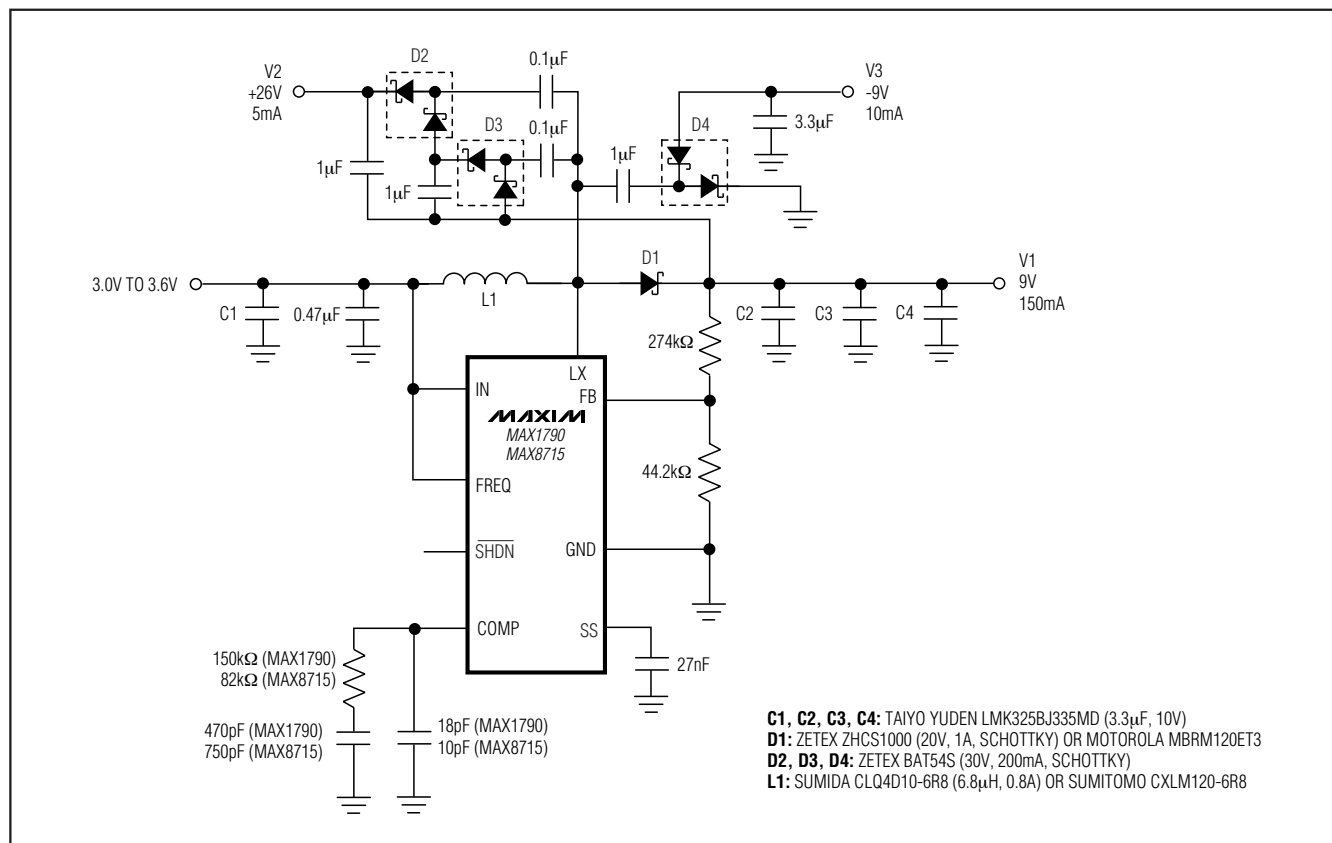 V2
+26V
5mA
D2
0.1µF
D3
0.1µF
1µF
1µF
1µF
D4
V3
-9V
10mA
3.3µF
3.0V TO 3.6V
C1
0.47µF
L1
D1
V1
9V
150mA
C2
C3
C4
274kΩ
44.2kΩ
LX
IN
FB
MAXIM
MAX1790
MAX8715
FREQ
SHDN
GND
COMP
SS
27nF
150kΩ (MAX1790)
82kΩ (MAX8715)
470pF (MAX1790)
750pF (MAX8715)
18pF (MAX1790)
10pF (MAX8715)
C1, C2, C3, C4: TAIYO YUDEN LMK325BJ335MD (3.3µF, 10V)
D1: ZETEX ZHCS1000 (20V, 1A, SCHOTTKY) OR MOTOROLA MBRM120ET3
D2, D3, D4: ZETEX BAT54S (30V, 200mA, SCHOTTKY)
L1: SUMIDA CLQ4D10-6R8 (6.8µH, 0.8A) OR SUMITOMO CXLM120-6R8